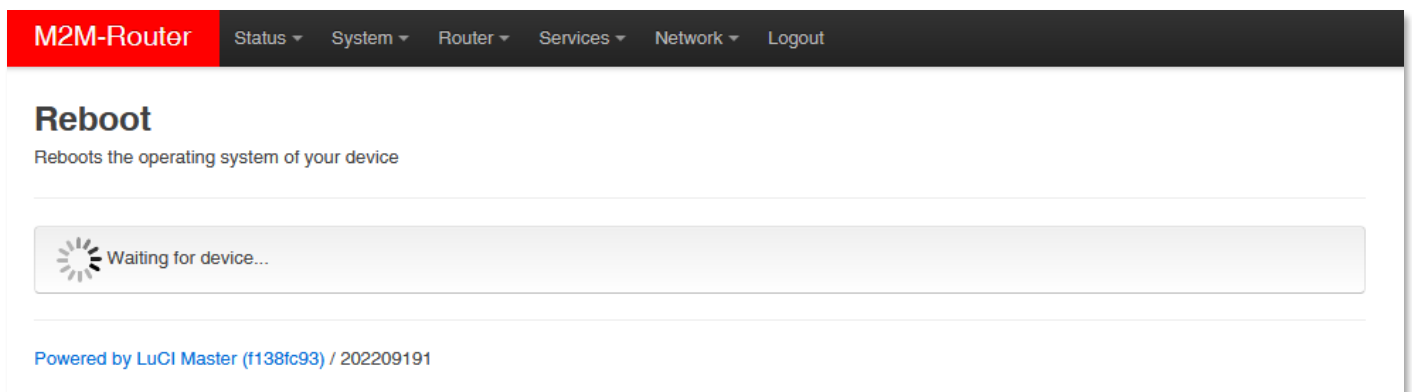 M2M-Router Status System Router Services Network Logout
Reboot
Reboots the operating system of your device
Waiting for device...
Powered by LuCI Master (f138fc93) / 202209191